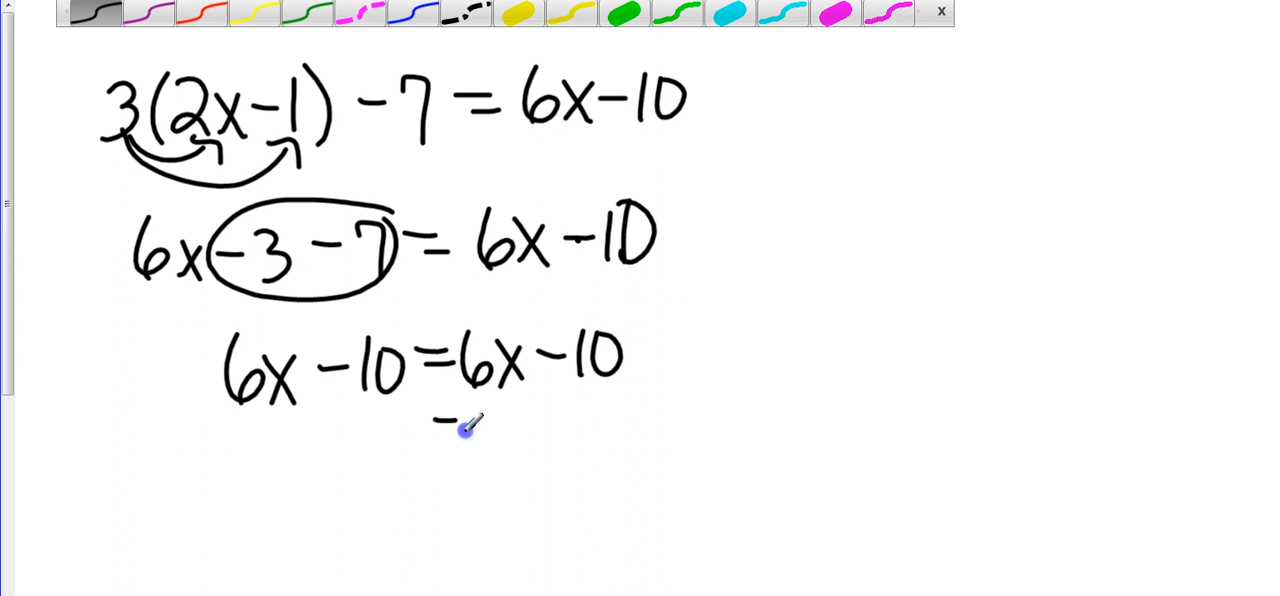 x
3(2x-1) - 7 = 6x-10
6x -3 - 7 = 6x - 10
6x - 10 = 6x - 10
-